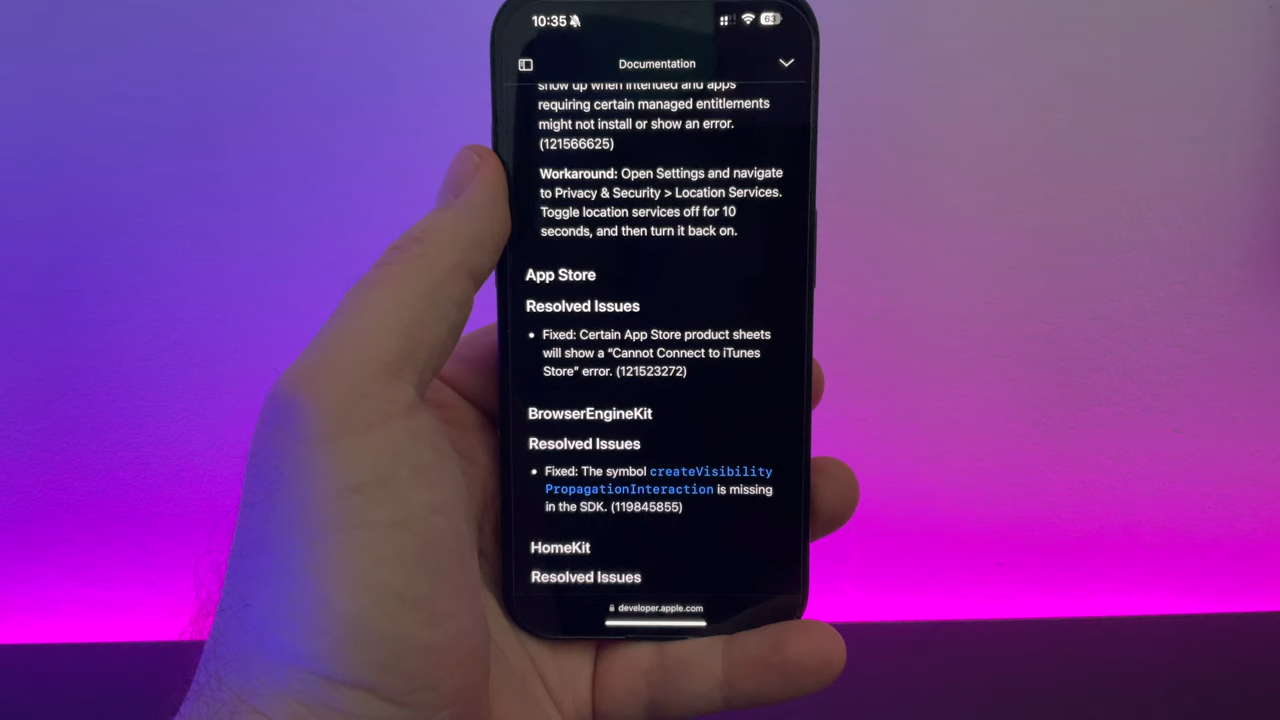 10:35
63
Documentation
show up when intended and apps
requiring certain managed entitlements
might not install or show an error.
(121566625)
Workaround: Open Settings and navigate
to Privacy & Security > Location Services.
Toggle location services off for 10
seconds, and then turn it back on.
App Store
Resolved Issues
• Fixed: Certain App Store product sheets
will show a “Cannot Connect to iTunes
Store” error. (121523272)
BrowserEngineKit
Resolved Issues
• Fixed: The symbol createVisibility
PropagationInteraction is missing
in the SDK. (119845855)
HomeKit
Resolved Issues
developer.apple.com